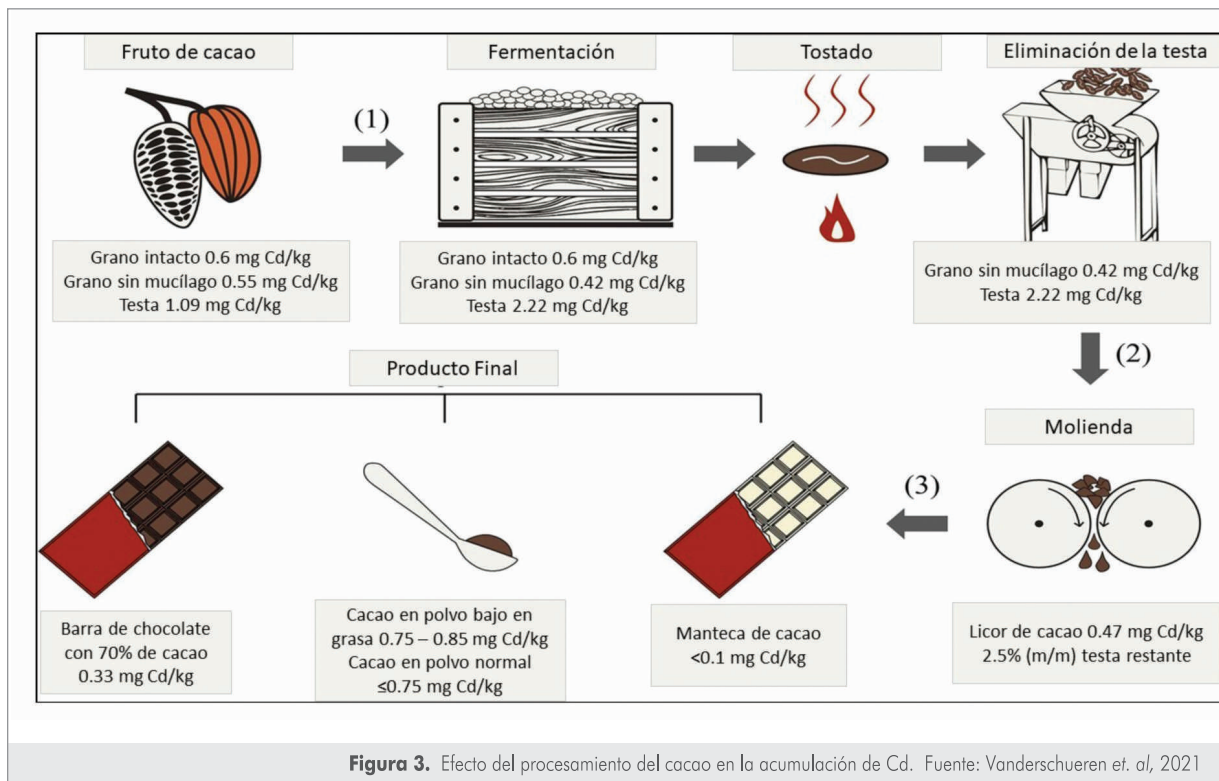 Fruto de cacao
Fermentación
Tostado
Eliminación de la testa
(1)
Grano intacto 0.6 mg Cd/kg
Grano sin mucílago 0.55 mg Cd/kg
Testa 1.09 mg Cd/kg
Grano intacto 0.6 mg Cd/kg
Grano sin mucílago 0.42 mg Cd/kg
Testa 2.22 mg Cd/kg
Grano sin mucílago 0.42 mg Cd/kg
Testa 2.22 mg Cd/kg
(2)
Molienda
(3)
Licor de cacao 0.47 mg Cd/kg
2.5% (m/m) testa restante
Producto Final
Barra de chocolate
con 70% de cacao
0.33 mg Cd/kg
Cacao en polvo bajo en
grasa 0.75 – 0.85 mg Cd/kg
Cacao en polvo normal
≤0.75 mg Cd/kg
Manteca de cacao
<0.1 mg Cd/kg
Figura 3. Efecto del procesamiento del cacao en la acumulación de Cd. Fuente: Vanderschueren et. al, 2021